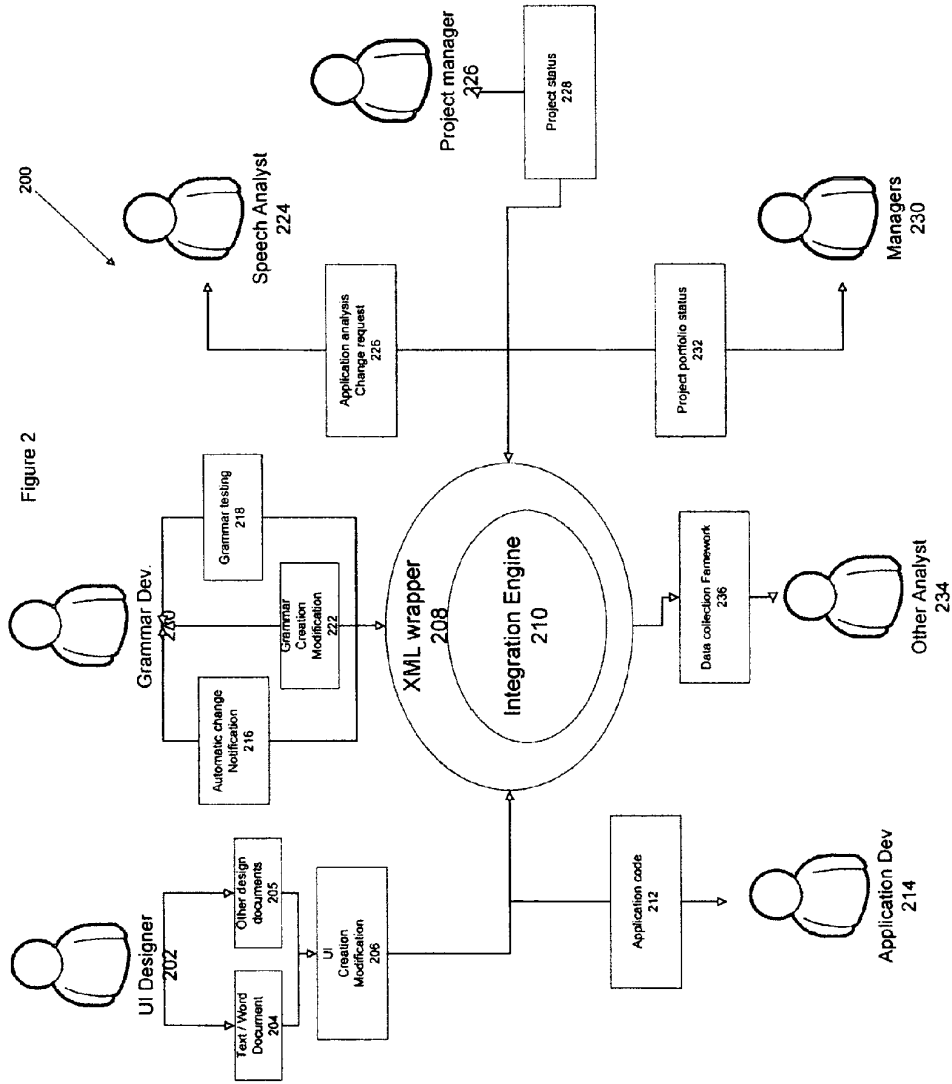 Figure 2
200
UI Designer
202
Text / Word
Document
204
Other design
documents
205
UI
Creation
Modification
206
Grammar Dev.
220
Automatic change
Notification
216
Grammar
Creation
Modification
222
Grammar testing
218
Speech Analyst
224
Application analysis
Change request
226
Project manager
226
Project status
228
XML wrapper
208
Integration Engine
210
Application code
212
Application Dev
214
Data collection Famework
236
Other Analyst
234
Project portfolio status
232
Managers
230